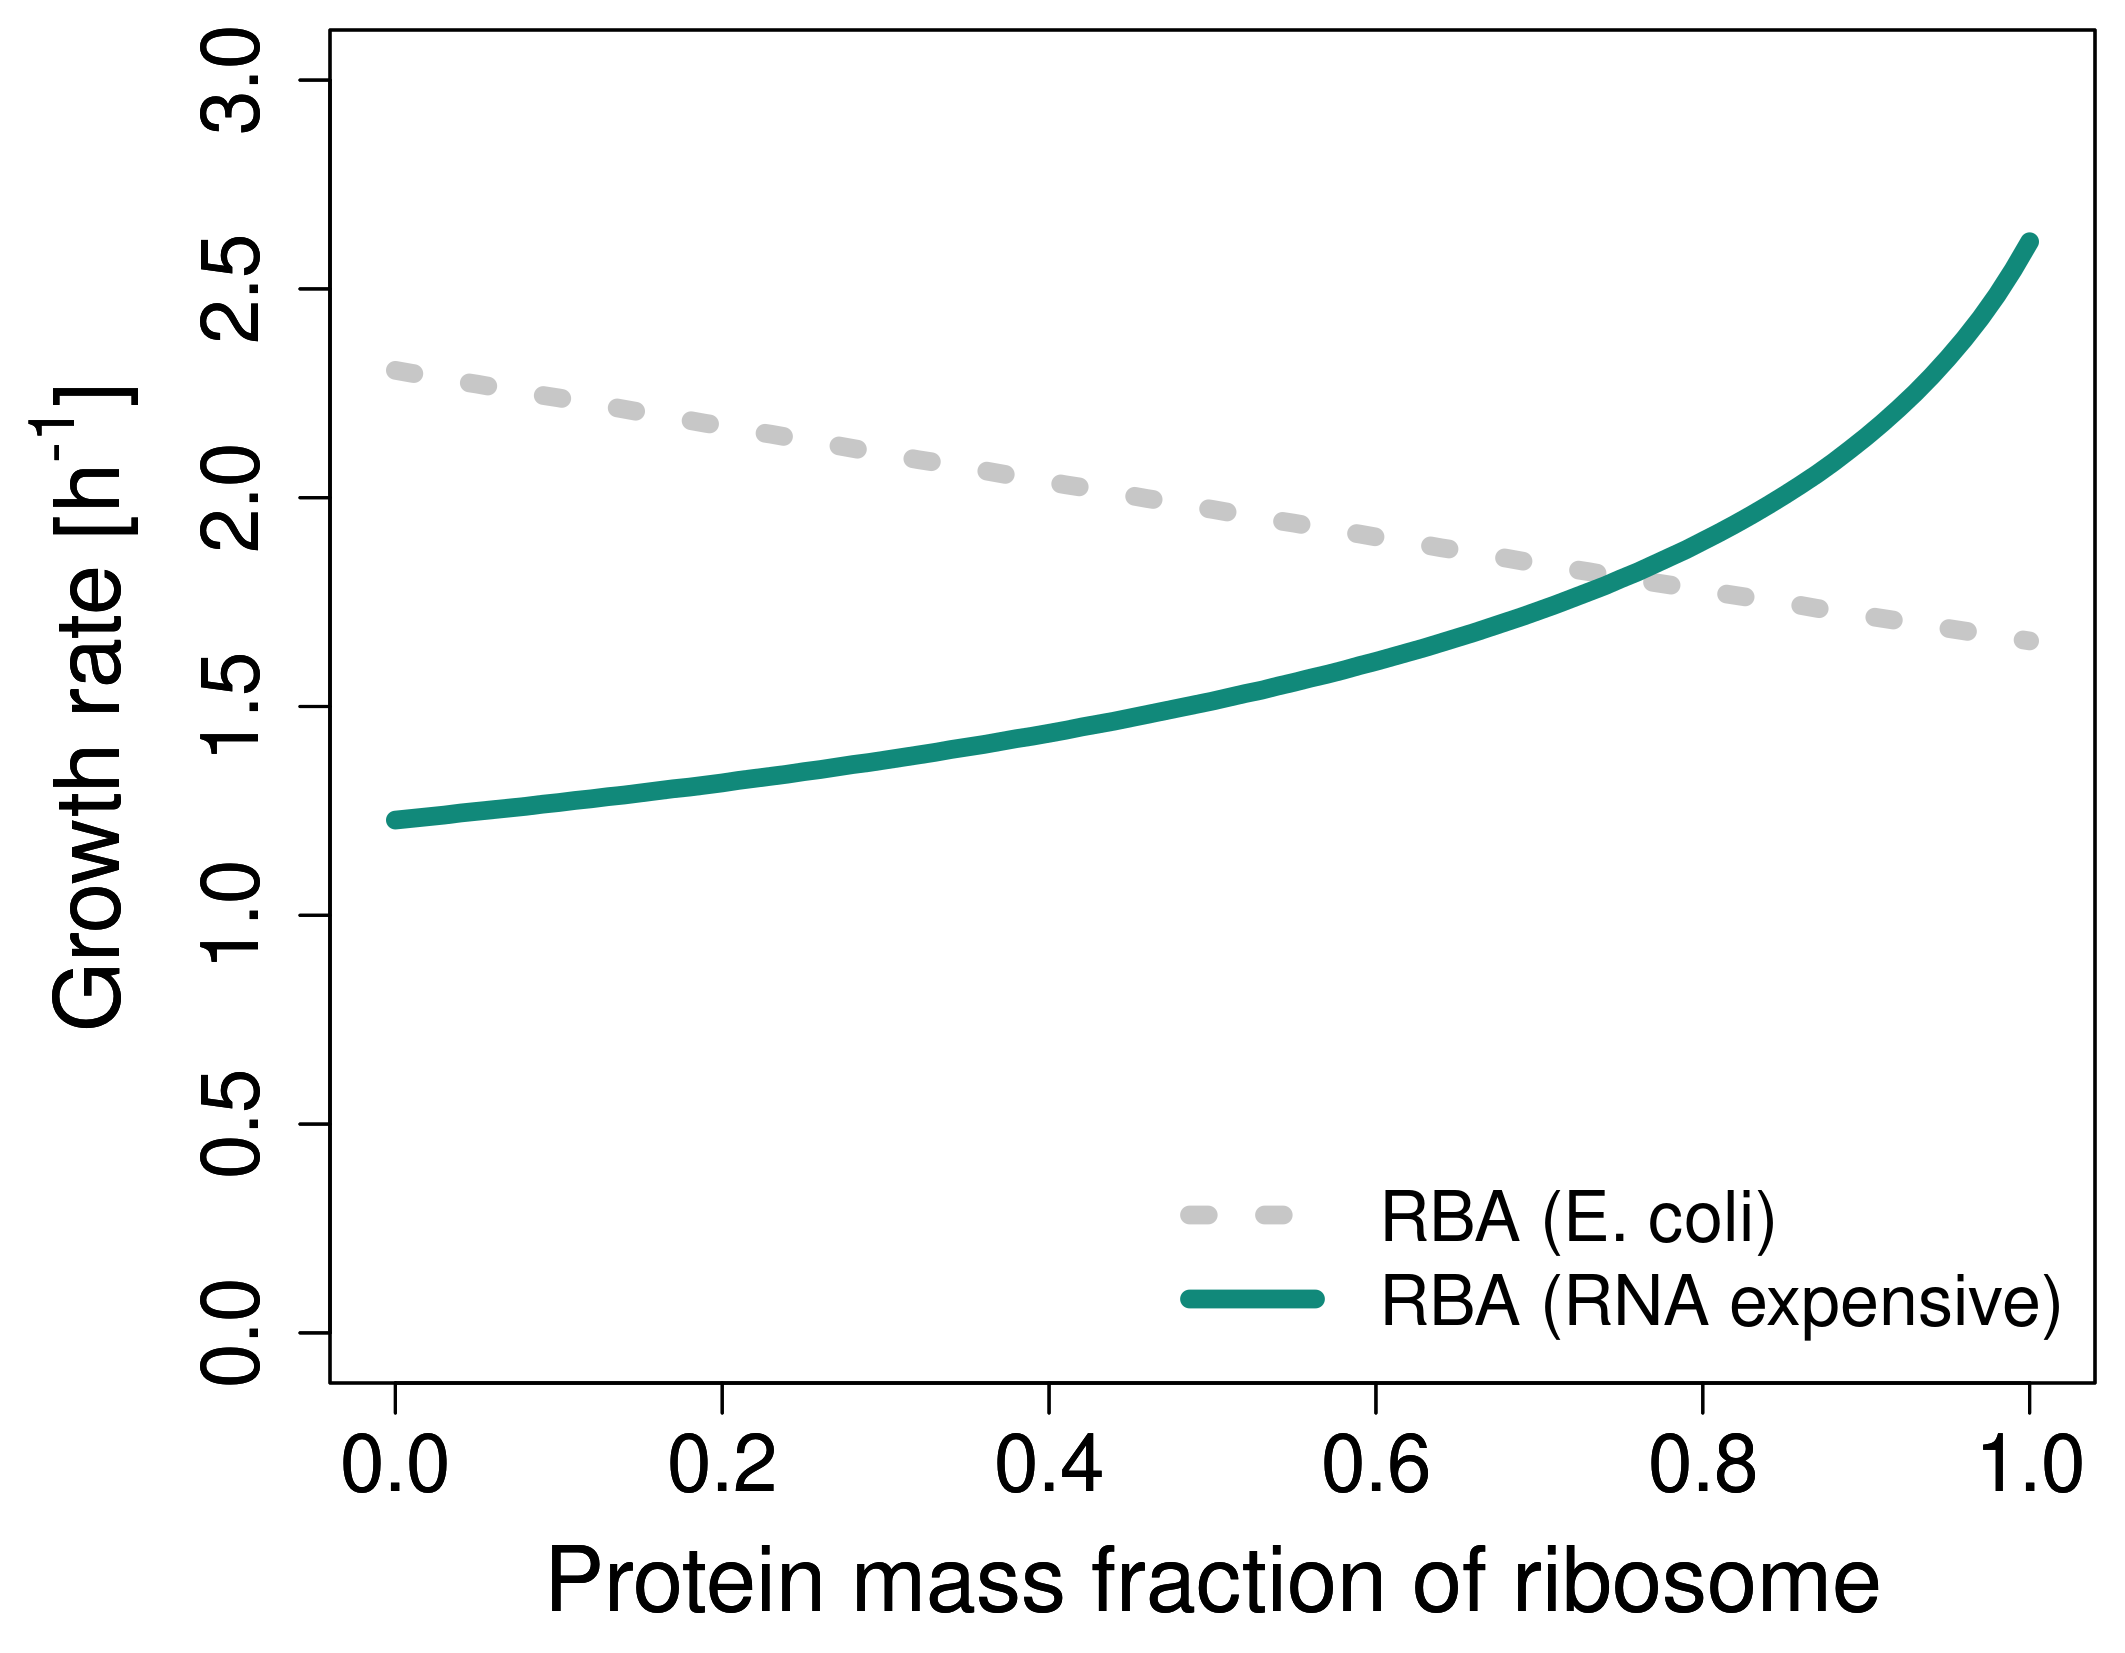 Growth rate [h-1]
3.0
2.5
2.0
1.5
1.0
0.5
0.0
RBA (E. coli)
RBA (RNA expensive)
0.0 0.2 0.4 0.6 0.8 1.0
Protein mass fraction of ribosome